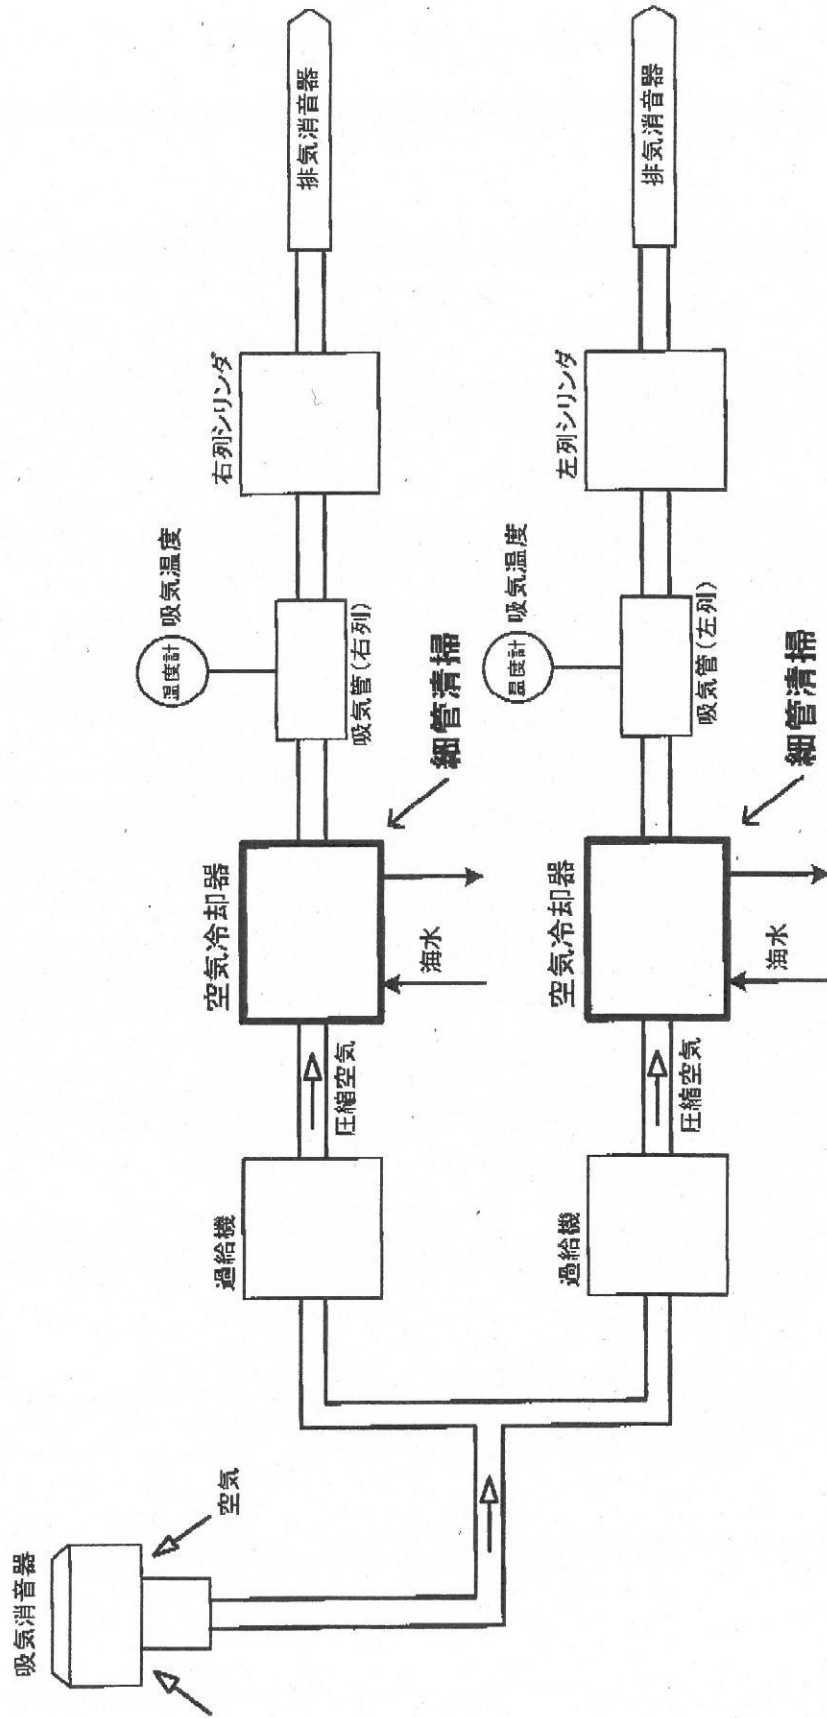 吸気消音器
空気
過給機
圧縮空気
空気冷却器
海水
細管清掃
温度計
吸気温度
吸気管(右列)
右列シリンダ
排気消音器
過給機
圧縮空気
空気冷却器
海水
細管清掃
温度計
吸気温度
吸気管(左列)
左列シリンダ
排気消音器